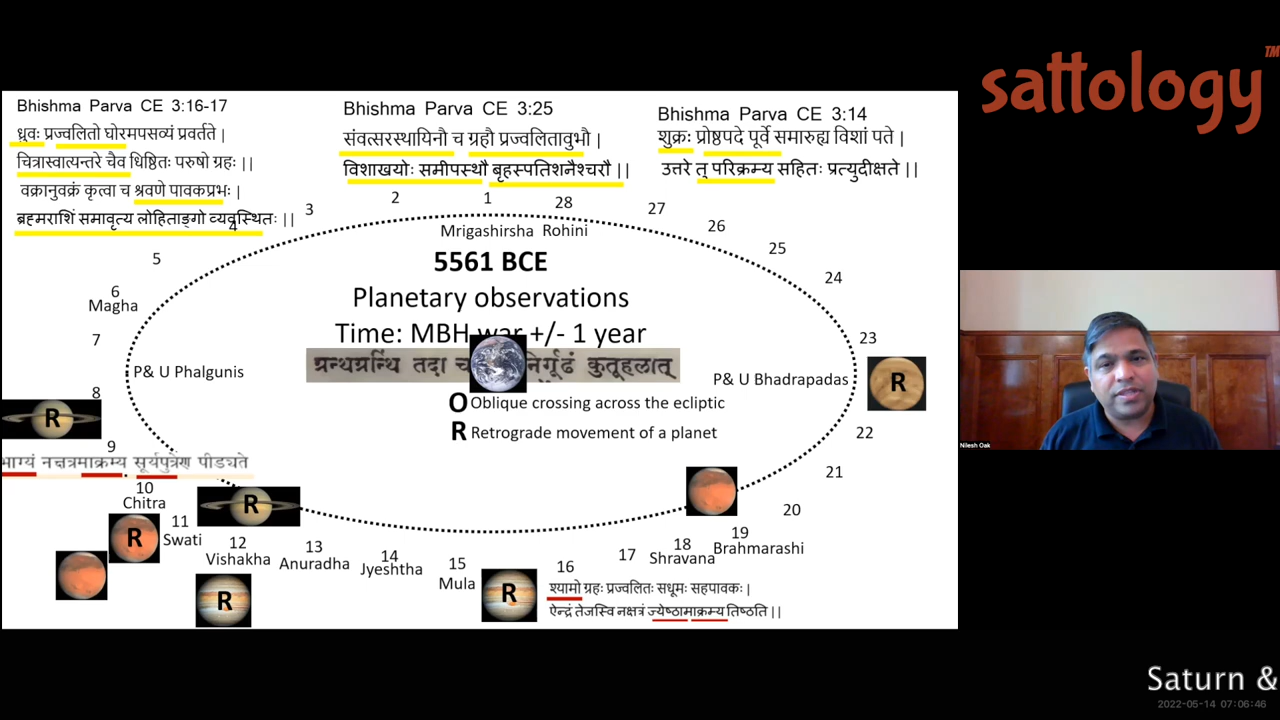 sattology™
Bhishma Parva CE 3:16-17
ध्रुवः प्रज्वलितो घोरमपसव्यं प्रवर्तते |
चित्रास्वात्यन्तरे चैव धिष्ठितः परुषो ग्रहः ||
वक्रानुवक्रं कृत्वा च श्रवणे पावकप्रभः |
ब्रह्मराशिं समावृत्य लोहिताङ्गो व्यवस्थितः ||
Bhishma Parva CE 3:25
संवत्सरस्थायिनौ च ग्रहौ प्रज्वलितावुभौ |
विशाखयोः समीपस्थौ बृहस्पतिशनैश्चरौ ||
Bhishma Parva CE 3:14
शुक्रः प्रोष्ठपदे पूर्वे समारुह्य विशां पते |
उत्तरे तु परिक्रम्य सहितः प्रत्युदीक्षते ||
5561 BCE
Planetary observations
Time: MBH war +/- 1 year
ग्रन्थग्रन्थिं तदा च निर्गूढं कुतूहलात्
O Oblique crossing across the ecliptic
R Retrograde movement of a planet
1
Mrigashirsha
2
3
4
5
6
Magha
7
P& U Phalgunis
8
R
9
भाग्यं नक्षत्रमाक्रम्य सूर्यपुत्रेण पीड्यते
10
Chitra
R
11
Swati
R
12
Vishakha
R
13
Anuradha
14
Jyeshtha
15
Mula
R
16
श्यामो ग्रहः प्रज्वलितः सधूमः सहपावकः |
ऐन्द्रं तेजस्वि नक्षत्रं ज्येष्ठामाक्रम्य तिष्ठति ||
17
18
Shravana
19
Brahmarashi
20
21
22
P& U Bhadrapadas
R
23
24
25
26
27
28
Rohini
Nilesh Oak
Saturn &
2022-05-14 07:06:46